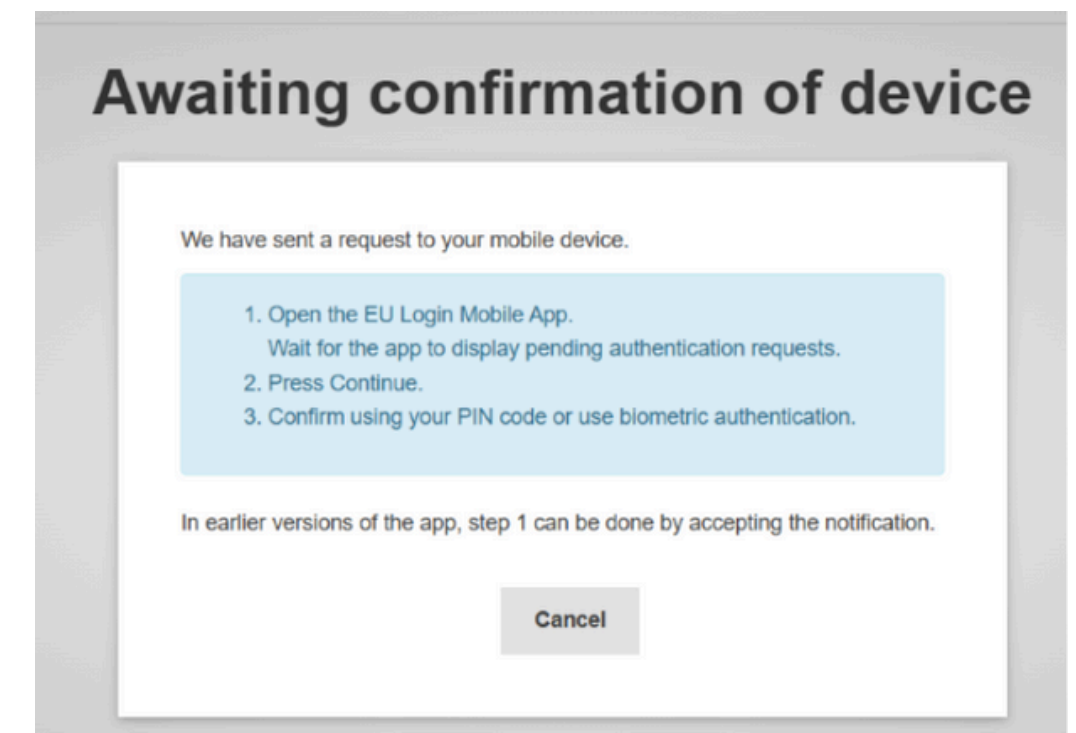 Awaiting confirmation of device
We have sent a request to your mobile device.
1. Open the EU Login Mobile App.
Wait for the app to display pending authentication requests.
2. Press Continue.
3. Confirm using your PIN code or use biometric authentication.
In earlier versions of the app, step 1 can be done by accepting the notification.
Cancel